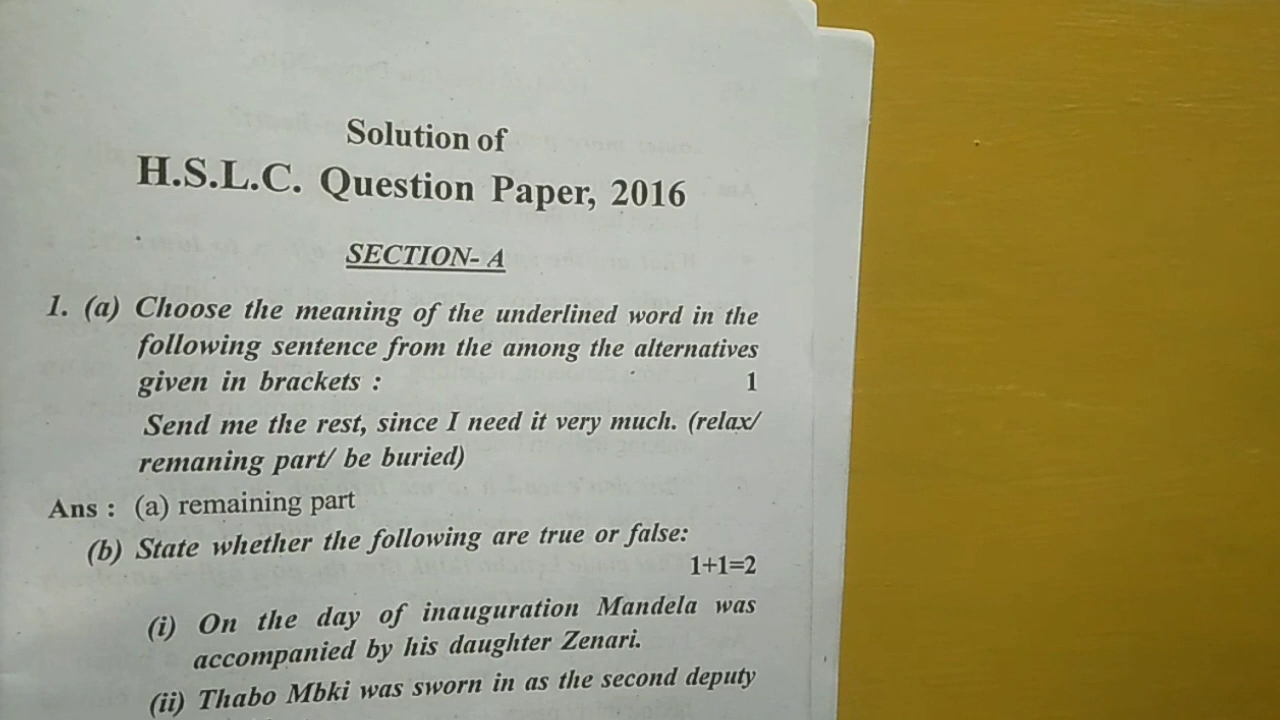 Solution of
H.S.L.C. Question Paper, 2016
SECTION- A
1. (a) Choose the meaning of the underlined word in the
following sentence from the among the alternatives
given in brackets : 1
Send me the rest, since I need it very much. (relax/
remaning part/ be buried)
Ans : (a) remaining part
(b) State whether the following are true or false:
1+1=2
(i) On the day of inauguration Mandela was
accompanied by his daughter Zenari.
(ii) Thabo Mbki was sworn in as the second deputy